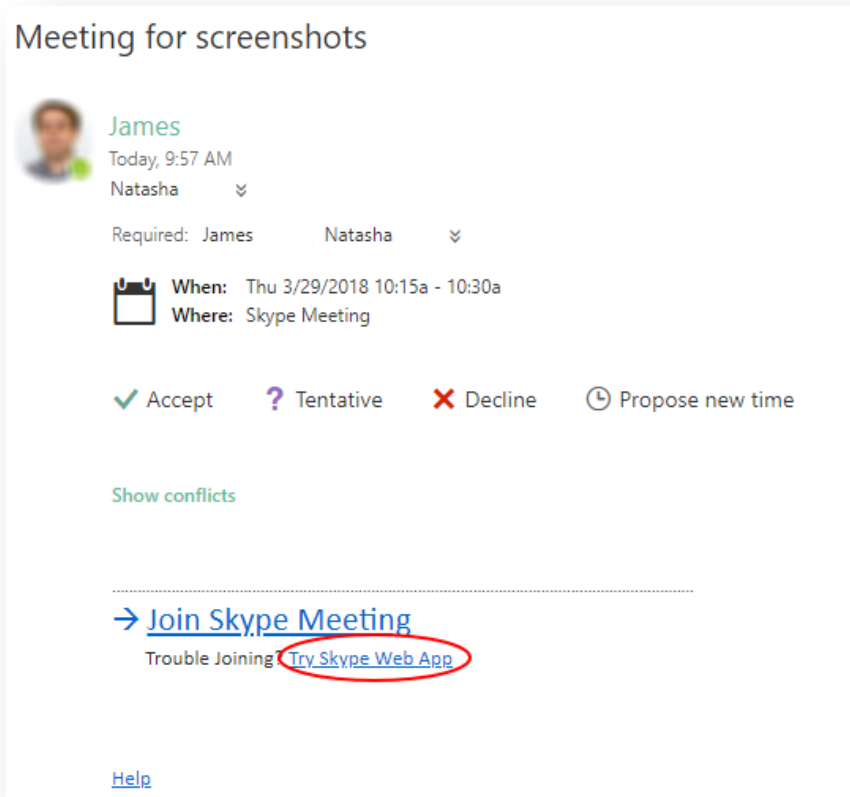 Meeting for screenshots
James
Today, 9:57 AM
Natasha
Required: James Natasha
When: Thu 3/29/2018 10:15a - 10:30a
Where: Skype Meeting
Accept ? Tentative Decline Propose new time
Show conflicts
Join Skype Meeting
Trouble Joining? Try Skype Web App
Help